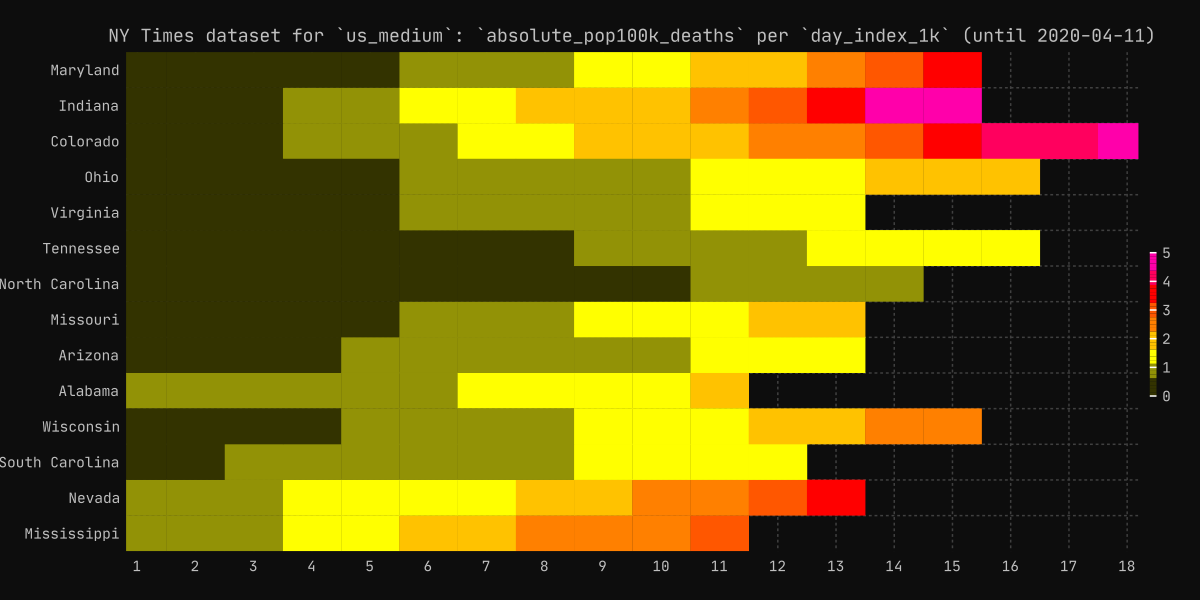 NY Times dataset for `us_medium`: `absolute_pop100k_deaths` per `day_index_1k` (until 2020-04-11)
Maryland
Indiana
Colorado
Ohio
Virginia
Tennessee
North Carolina
Missouri
Arizona
Alabama
Wisconsin
South Carolina
Nevada
Mississippi
5
4
3
2
1
0
1 2 3 4 5 6 7 8 9 10 11 12 13 14 15 16 17 18